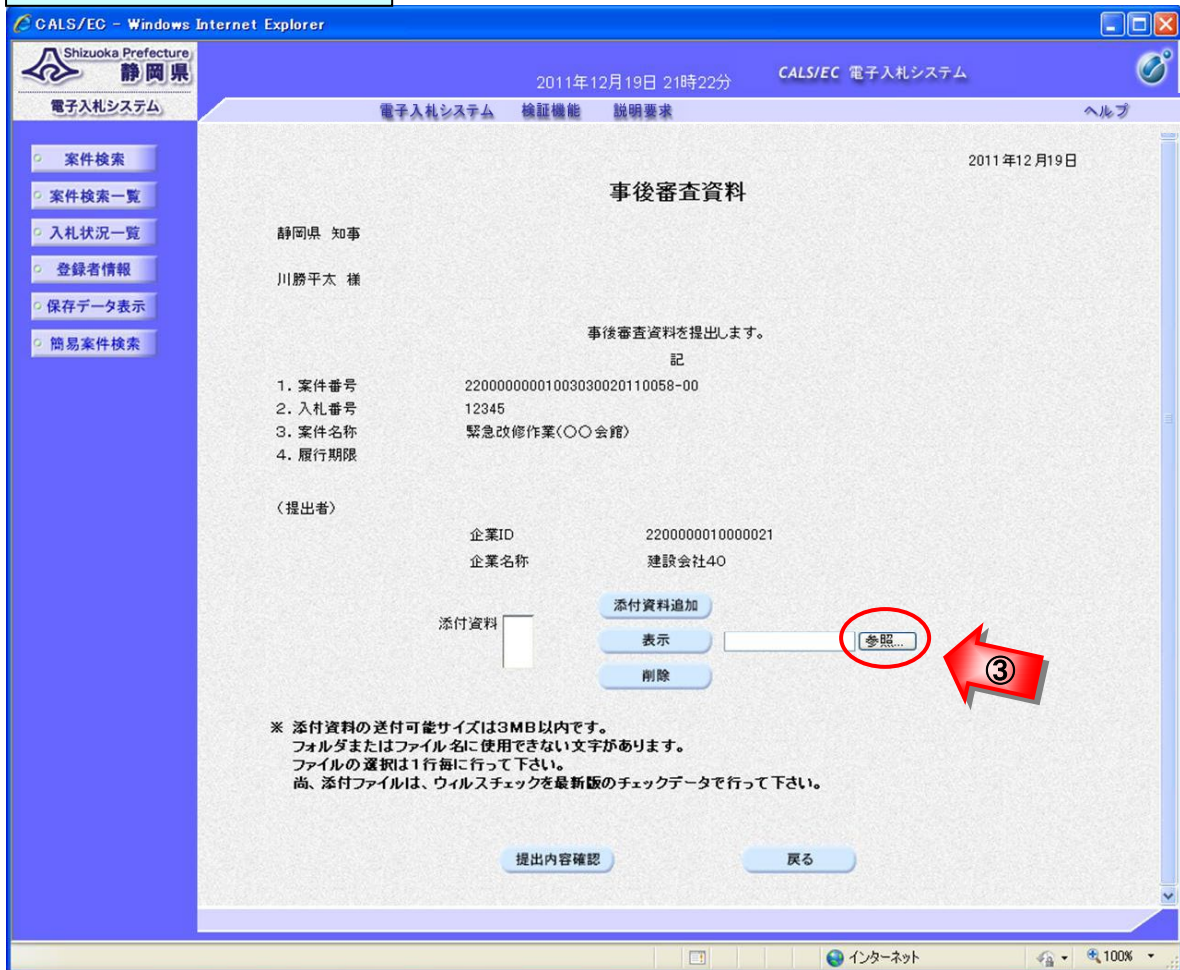 CALS/EC - Windows Internet Explorer
Shizuoka Prefecture
静岡県
2011年12月19日 21時22分
CALS/EC 電子入札システム
電子入札システム
電子入札システム 検証機能 説明要求
ヘルプ
案件検索
案件検索一覧
入札状況一覧
登録者情報
保存データ表示
簡易案件検索
2011年12月19日
事後審査資料
静岡県 知事
川勝平太 様
事後審査資料を提出します。
記
1. 案件番号 2200000000100303002011005​8-00
2. 入札番号 12345
3. 案件名称 緊急改修作業(〇〇会館)
4. 履行期限
(提出者)
企業ID 2200000010000021
企業名称 建設会社40
添付資料追加
添付資料
表示
参照...
③
削除
※ 添付資料の送付可能サイズは3MB以内です。
フォルダまたはファイル名に使用できない文字があります。
ファイルの選択は1行毎に行って下さい。
尚、添付ファイルは、ウィルスチェックを最新版のチェックデータで行って下さい。
提出内容確認
戻る
インターネット
100%